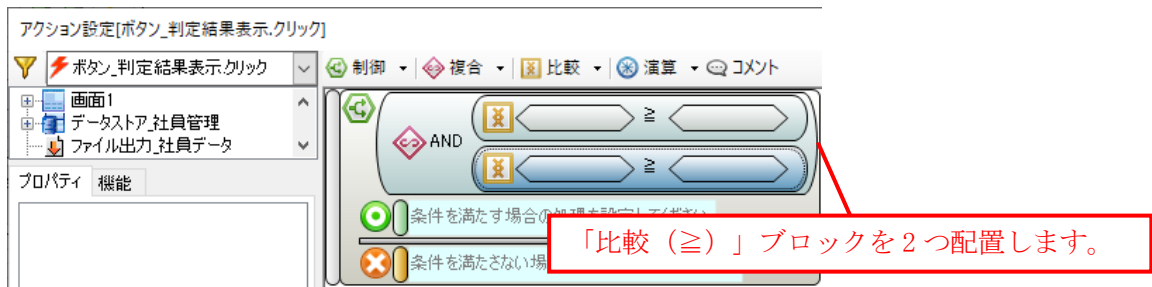 アクション設定[ボタン_判定結果表示.クリック]
ボタン_判定結果表示.クリック
制御 複合 比較 演算 コメント
画面1
データストア_社員管理
ファイル出力_社員データ
プロパティ 機能
≧
AND
≧
条件を満たす場合の処理を設定してください
条件を満たさない場
「比較（≧）」ブロックを２つ配置します。